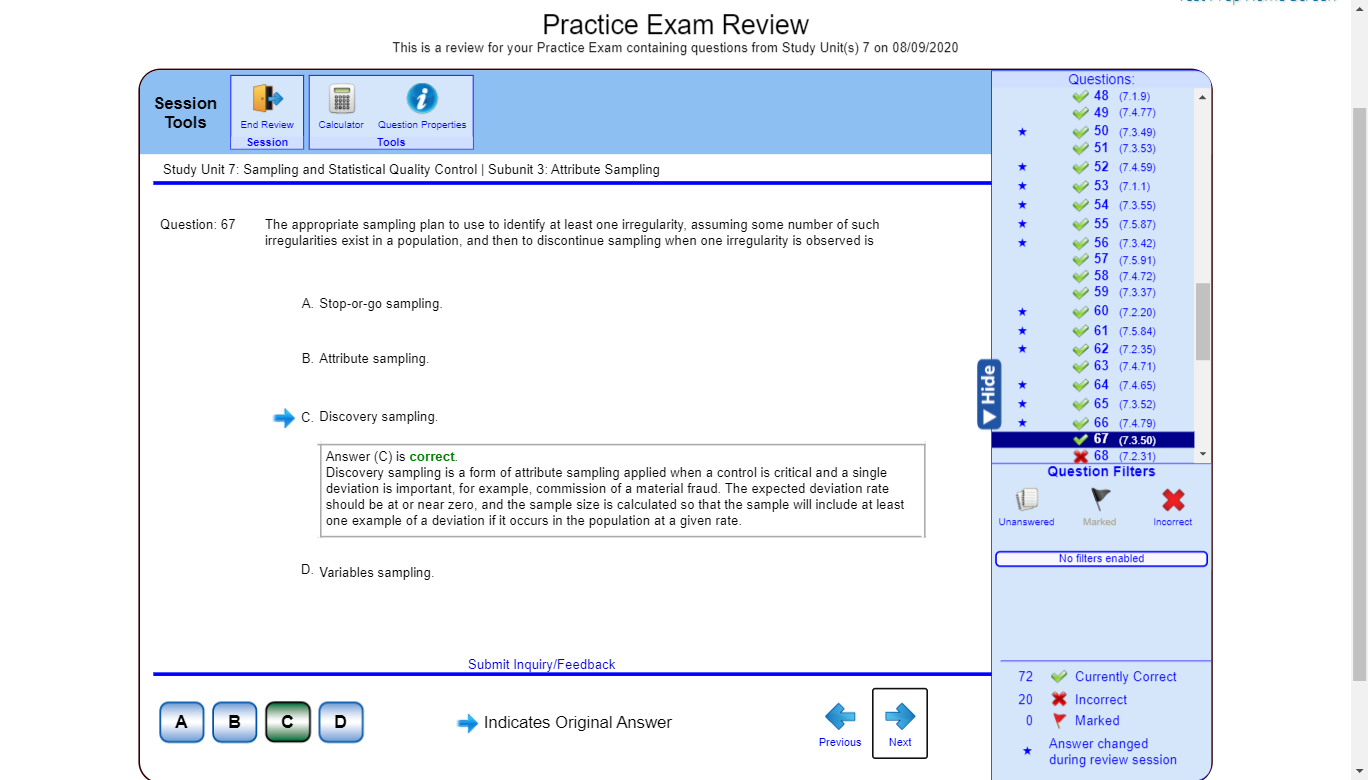 Practice Exam Review
This is a review for your Practice Exam containing questions from Study Unit(s) 7 on 08/09/2020
Session
Tools
End Review
Session
Calculator
Question Properties
Tools
Study Unit 7: Sampling and Statistical Quality Control | Subunit 3: Attribute Sampling
Question: 67
The appropriate sampling plan to use to identify at least one irregularity, assuming some number of such
irregularities exist in a population, and then to discontinue sampling when one irregularity is observed is
A. Stop-or-go sampling.
B. Attribute sampling.
C. Discovery sampling.
Answer (C) is correct.
Discovery sampling is a form of attribute sampling applied when a control is critical and a single
deviation is important, for example, commission of a material fraud. The expected deviation rate
should be at or near zero, and the sample size is calculated so that the sample will include at least
one example of a deviation if it occurs in the population at a given rate.
D. Variables sampling.
Submit Inquiry/Feedback
A B C D
Indicates Original Answer
Previous
Next
Questions:
48 (7.1.9)
49 (7.4.77)
50 (7.3.49)
51 (7.3.53)
52 (7.4.59)
53 (7.1.1)
54 (7.3.55)
55 (7.5.87)
56 (7.3.42)
57 (7.5.91)
58 (7.4.72)
59 (7.3.37)
60 (7.2.20)
61 (7.5.84)
62 (7.2.35)
63 (7.4.71)
64 (7.4.65)
65 (7.3.52)
66 (7.4.79)
67 (7.3.50)
68 (7.2.31)
Hide
Question Filters
Unanswered
Marked
Incorrect
No filters enabled
72 Currently Correct
20 Incorrect
0 Marked
Answer changed
during review session